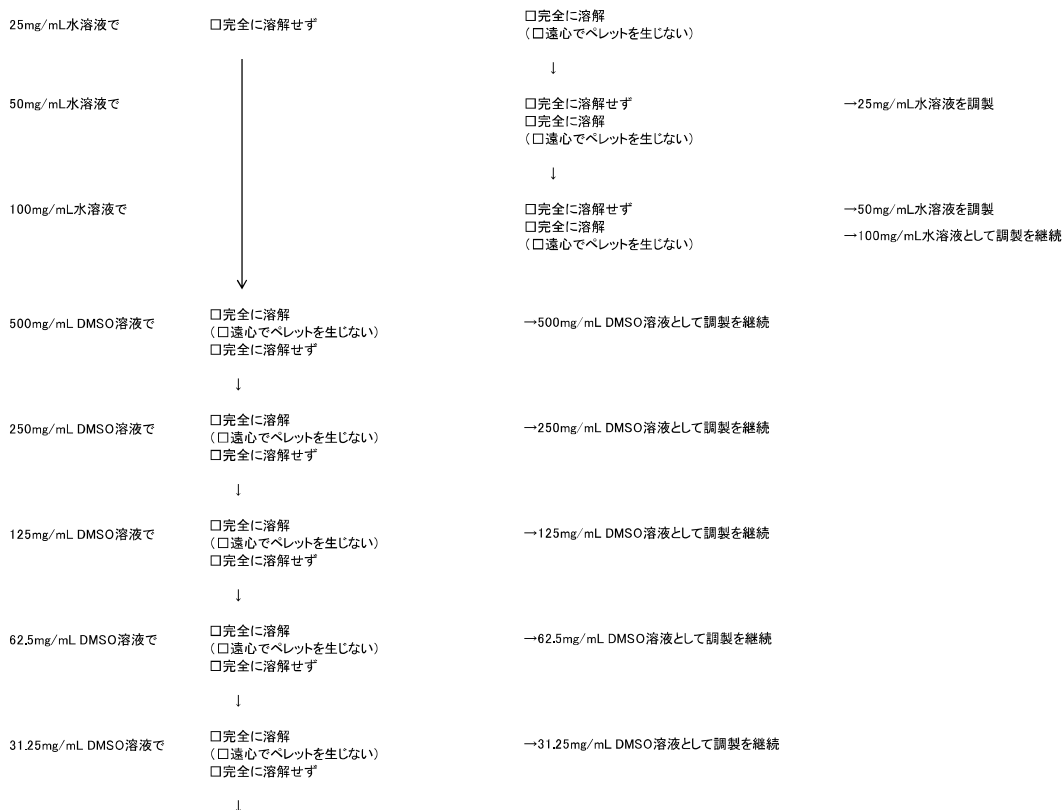 25mg/mL水溶液で □完全に溶解せず □完全に溶解
(□遠心でペレットを生じない)
↓
50mg/mL水溶液で □完全に溶解せず →25mg/mL水溶液を調製
□完全に溶解
(□遠心でペレットを生じない)
↓
100mg/mL水溶液で □完全に溶解せず →50mg/mL水溶液を調製
□完全に溶解
(□遠心でペレットを生じない) →100mg/mL水溶液として調製を継続
□完全に溶解
500mg/mL DMSO溶液で (□遠心でペレットを生じない) →500mg/mL DMSO溶液として調製を継続
□完全に溶解せず
↓
□完全に溶解
250mg/mL DMSO溶液で (□遠心でペレットを生じない) →250mg/mL DMSO溶液として調製を継続
□完全に溶解せず
↓
□完全に溶解
125mg/mL DMSO溶液で (□遠心でペレットを生じない) →125mg/mL DMSO溶液として調製を継続
□完全に溶解せず
↓
□完全に溶解
62.5mg/mL DMSO溶液で (□遠心でペレットを生じない) →62.5mg/mL DMSO溶液として調製を継続
□完全に溶解せず
↓
□完全に溶解
31.25mg/mL DMSO溶液で (□遠心でペレットを生じない) →31.25mg/mL DMSO溶液として調製を継続
□完全に溶解せず
↓